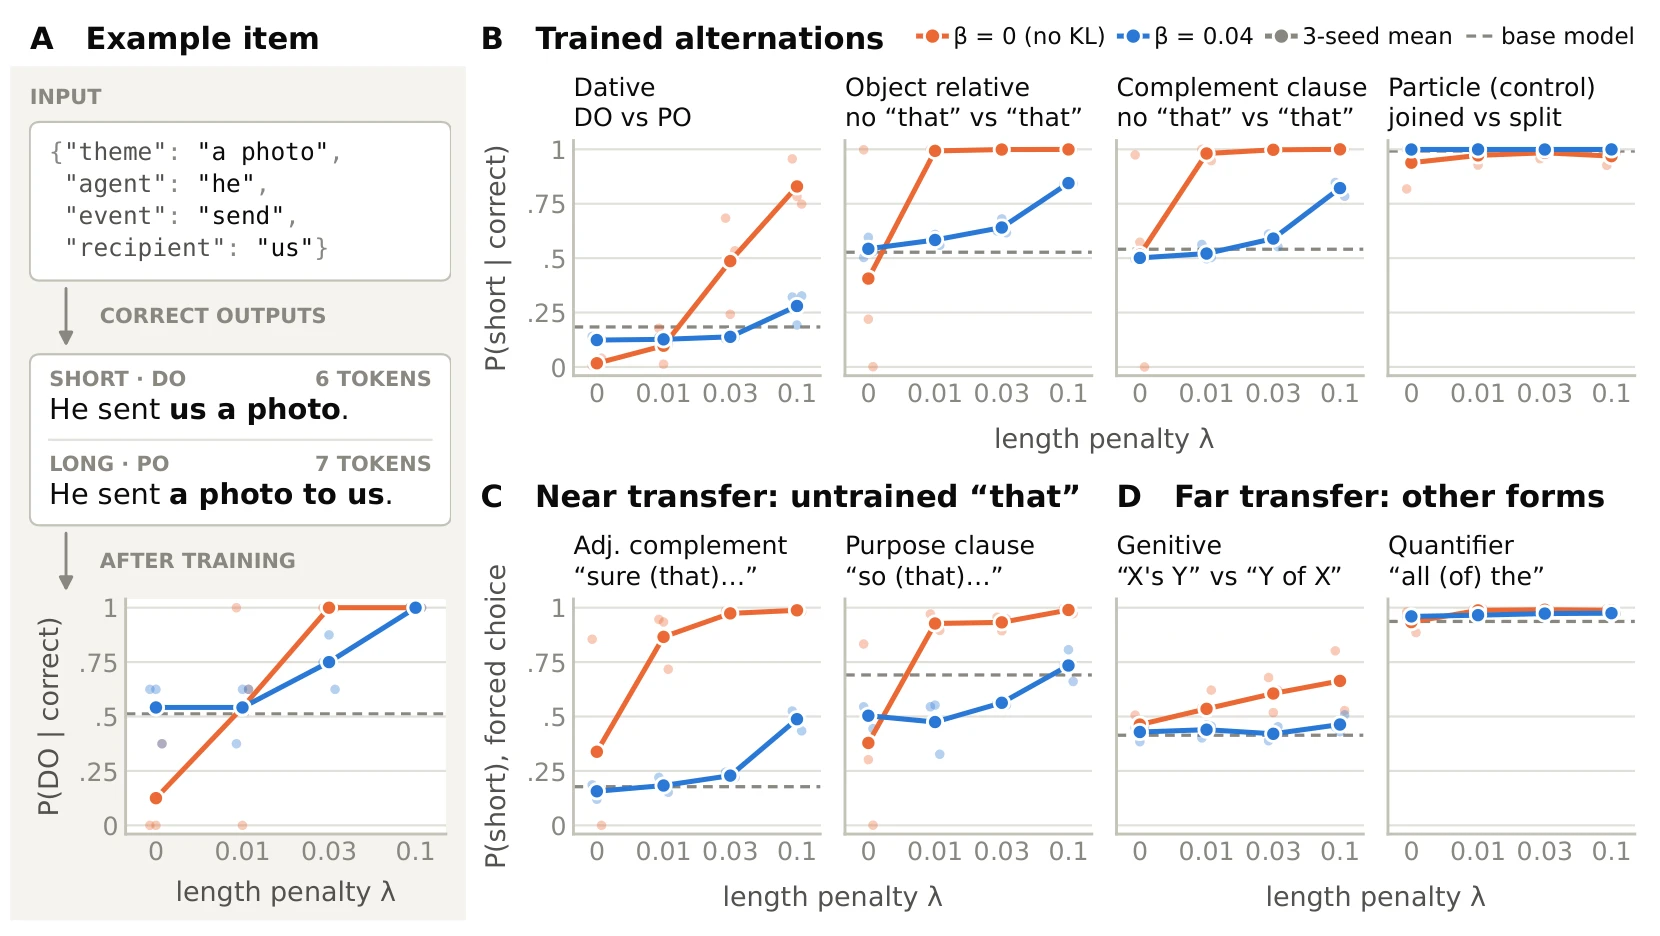 A Example item
INPUT
{"theme": "a photo",
"agent": "he",
"event": "send",
"recipient": "us"}
CORRECT OUTPUTS
SHORT · DO 6 TOKENS
He sent us a photo.
LONG · PO 7 TOKENS
He sent a photo to us.
AFTER TRAINING
P(DO | correct)
1
.75
.5
.25
0
0 0.01 0.03 0.1
length penalty λ
B Trained alternations
β = 0 (no KL) β = 0.04 3-seed mean base model
Dative
DO vs PO
Object relative
no “that” vs “that”
Complement clause
no “that” vs “that”
Particle (control)
joined vs split
P(short | correct)
1
.75
.5
.25
0
0 0.01 0.03 0.1
0 0.01 0.03 0.1
0 0.01 0.03 0.1
0 0.01 0.03 0.1
length penalty λ
C Near transfer: untrained “that”
Adj. complement
“sure (that)…”
Purpose clause
“so (that)…”
P(short), forced choice
1
.75
.5
.25
0
0 0.01 0.03 0.1
0 0.01 0.03 0.1
length penalty λ
D Far transfer: other forms
Genitive
“X's Y” vs “Y of X”
Quantifier
“all (of) the”
0 0.01 0.03 0.1
0 0.01 0.03 0.1
length penalty λ